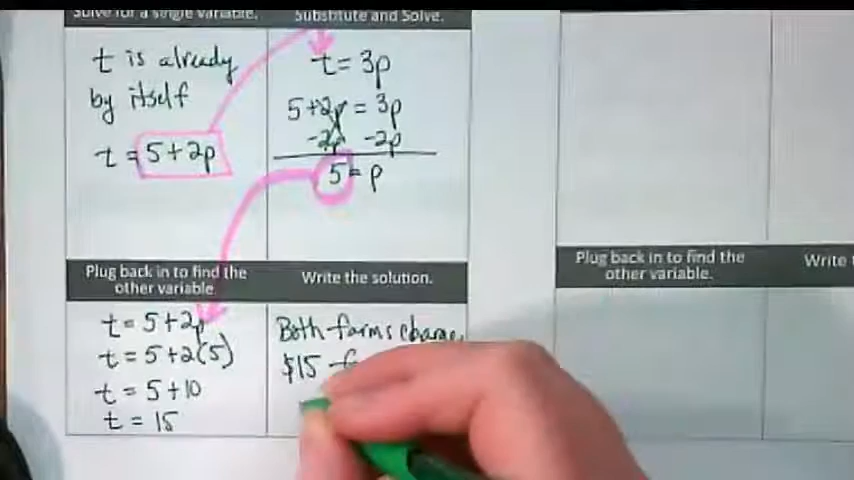 Solve for a single variable.
Substitute and Solve.
t is already
by itself
t = 5+2p
t = 3p
5+2p = 3p
-2p -2p
5 = p
Plug back in to find the
other variable
Write the solution.
t = 5+2p
t = 5+2(5)
t = 5+10
t = 15
Both farms charge
$15
Plug back in to find the
other variable.
Write